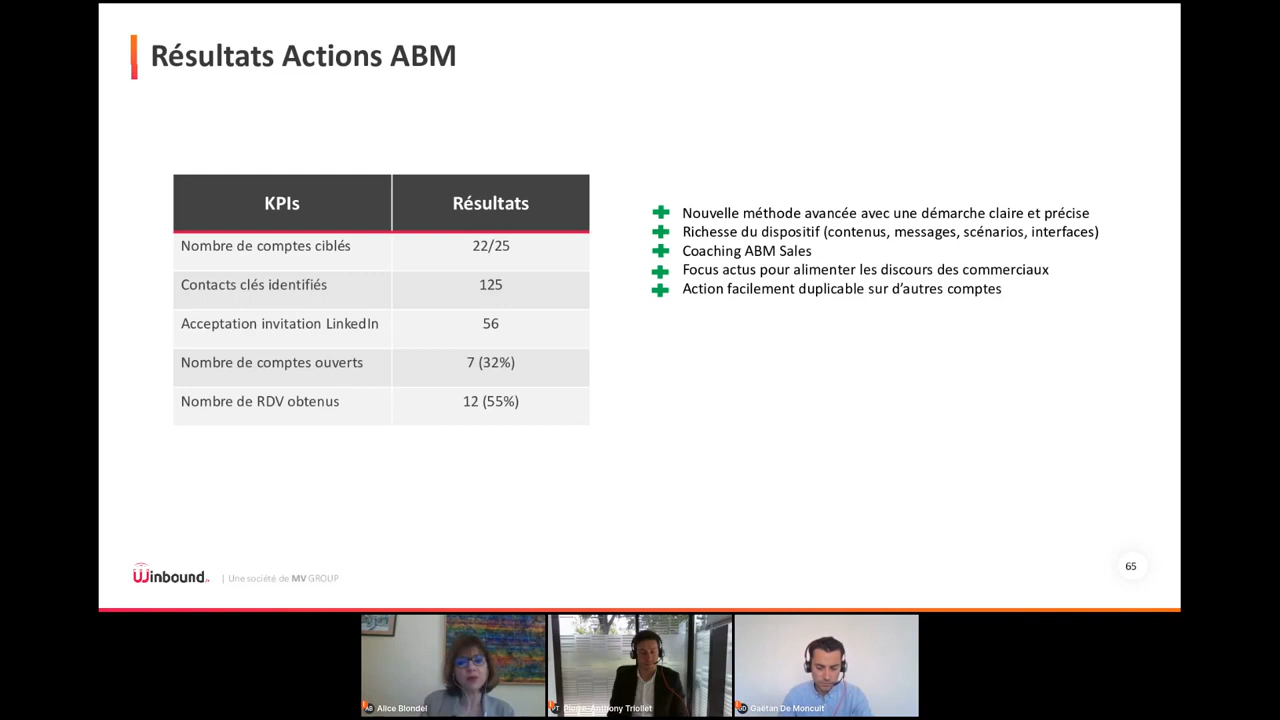 Résultats Actions ABM
KPIs
Résultats
Nombre de comptes ciblés
22/25
Contacts clés identifiés
125
Acceptation invitation LinkedIn
56
Nombre de comptes ouverts
7 (32%)
Nombre de RDV obtenus
12 (55%)
Nouvelle méthode avancée avec une démarche claire et précise
Richesse du dispositif (contenus, messages, scénarios, interfaces)
Coaching ABM Sales
Focus actus pour alimenter les discours des commerciaux
Action facilement duplicable sur d'autres comptes
Winbound
| Une société de MV GROUP
65
Alice Blondel
Anthony Triollet
Gaëtan De Moncuit